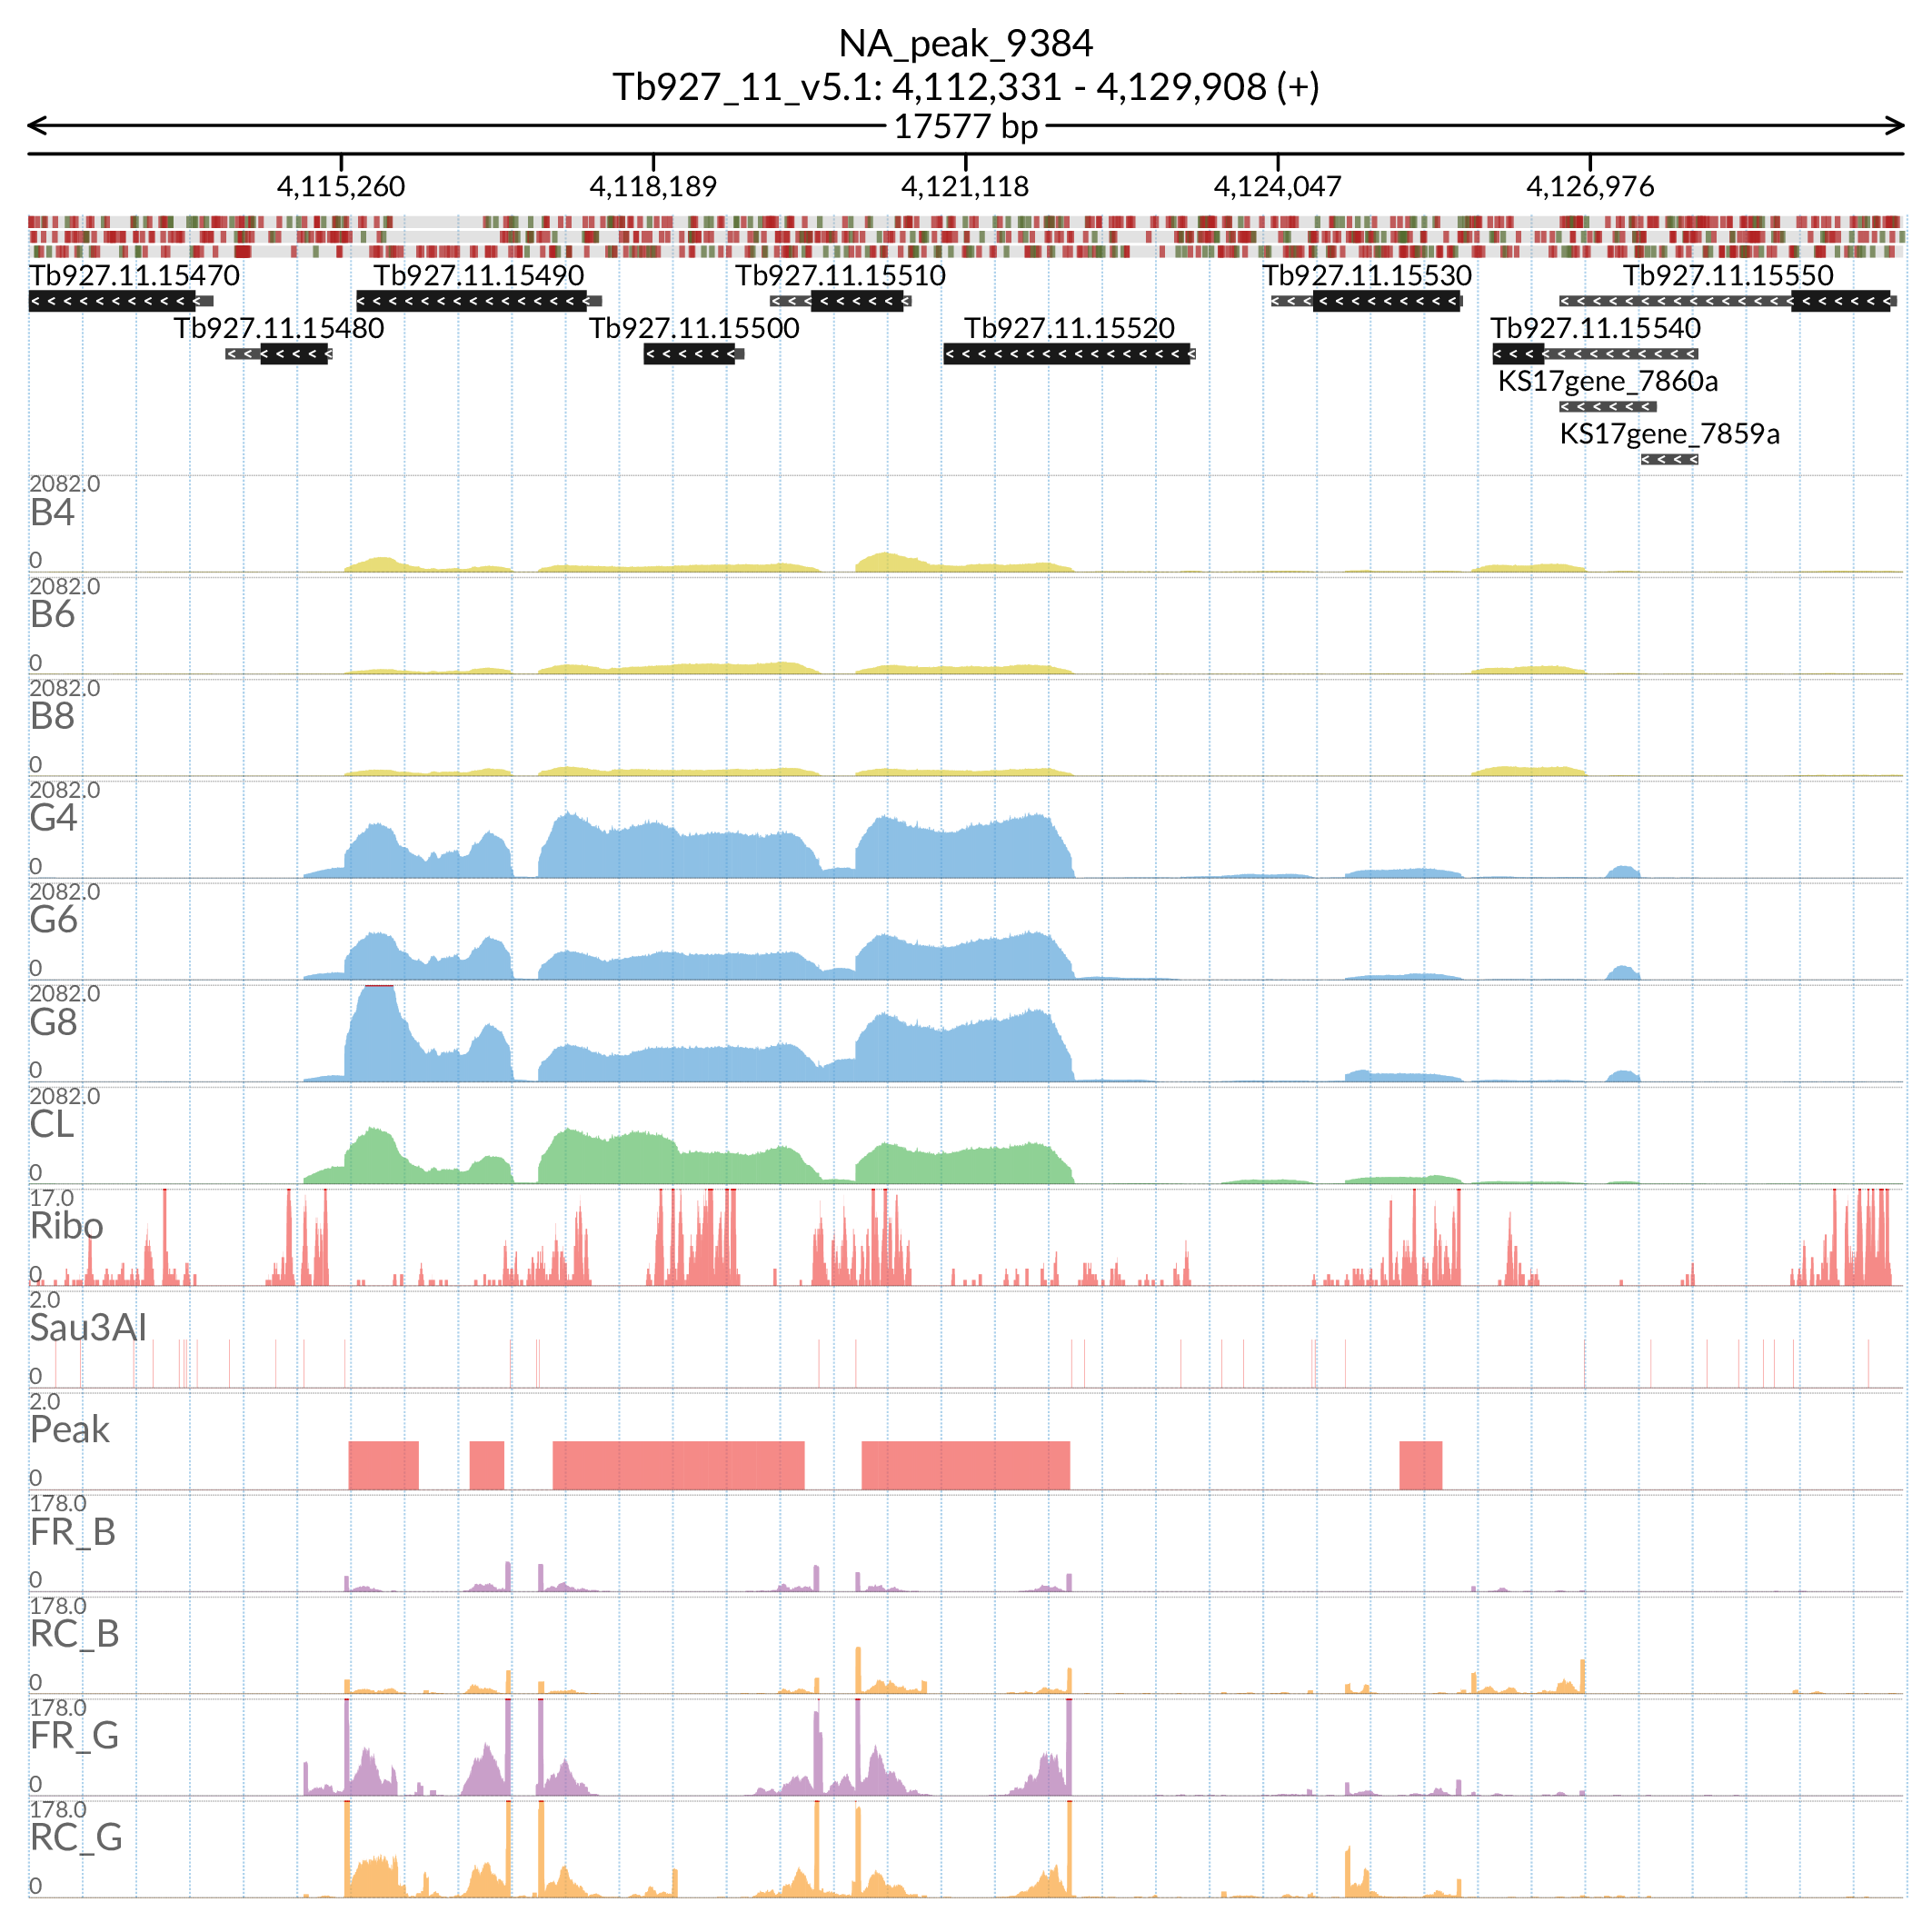 NA_peak_9384
Tb927_11_v5.1: 4,112,331 - 4,129,908 (+)
17577 bp
4,115,260 4,118,189 4,121,118 4,124,047 4,126,976
Tb927.11.15470 Tb927.11.15490 Tb927.11.15510 Tb927.11.15530 Tb927.11.15550
Tb927.11.15480 Tb927.11.15500 Tb927.11.15520 Tb927.11.15540
KS17gene_7860a
KS17gene_7859a
2082.0
B4
0
2082.0
B6
0
2082.0
B8
0
2082.0
G4
0
2082.0
G6
0
2082.0
G8
0
2082.0
CL
0
17.0
Ribo
0
2.0
Sau3AI
0
2.0
Peak
0
178.0
FR_B
0
178.0
RC_B
0
178.0
FR_G
0
178.0
RC_G
0